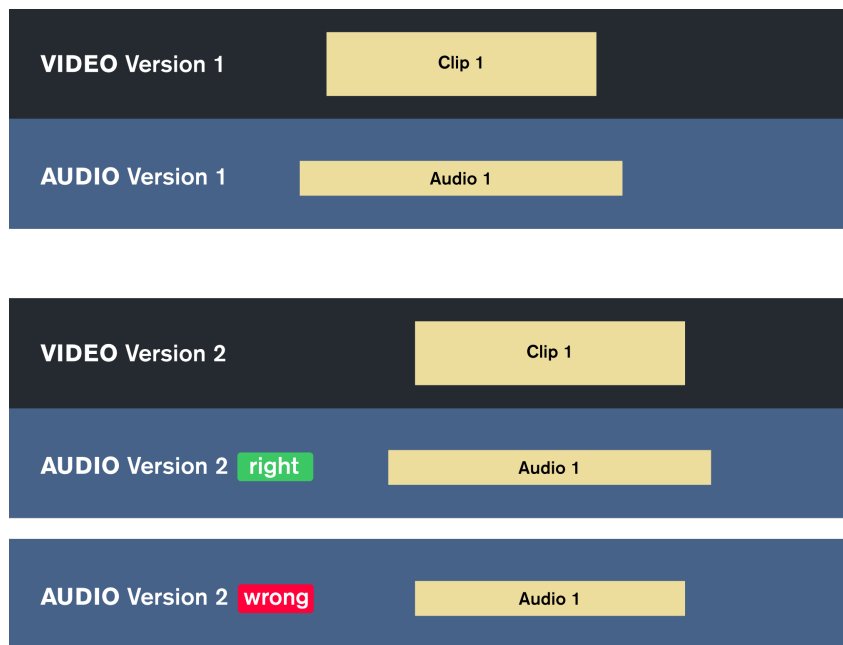 VIDEO Version 1
Clip 1
AUDIO Version 1
Audio 1
VIDEO Version 2
Clip 1
AUDIO Version 2 right
Audio 1
AUDIO Version 2 wrong
Audio 1